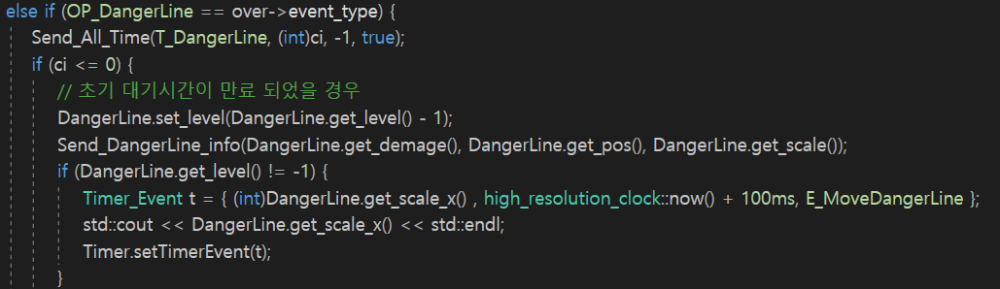 else if (OP_DangerLine == over->event_type) {
Send_All_Time(T_DangerLine, (int)ci, -1, true);
if (ci <= 0) {
// 초기 대기시간이 만료 되었을 경우
DangerLine.set_level(DangerLine.get_level() - 1);
Send_DangerLine_info(DangerLine.get_demage(), DangerLine.get_pos(), DangerLine.get_scale());
if (DangerLine.get_level() != -1) {
Timer_Event t = { (int)DangerLine.get_scale_x() , high_resolution_clock::now() + 100ms, E_MoveDangerLine };
std::cout << DangerLine.get_scale_x() << std::endl;
Timer.setTimerEvent(t);
}